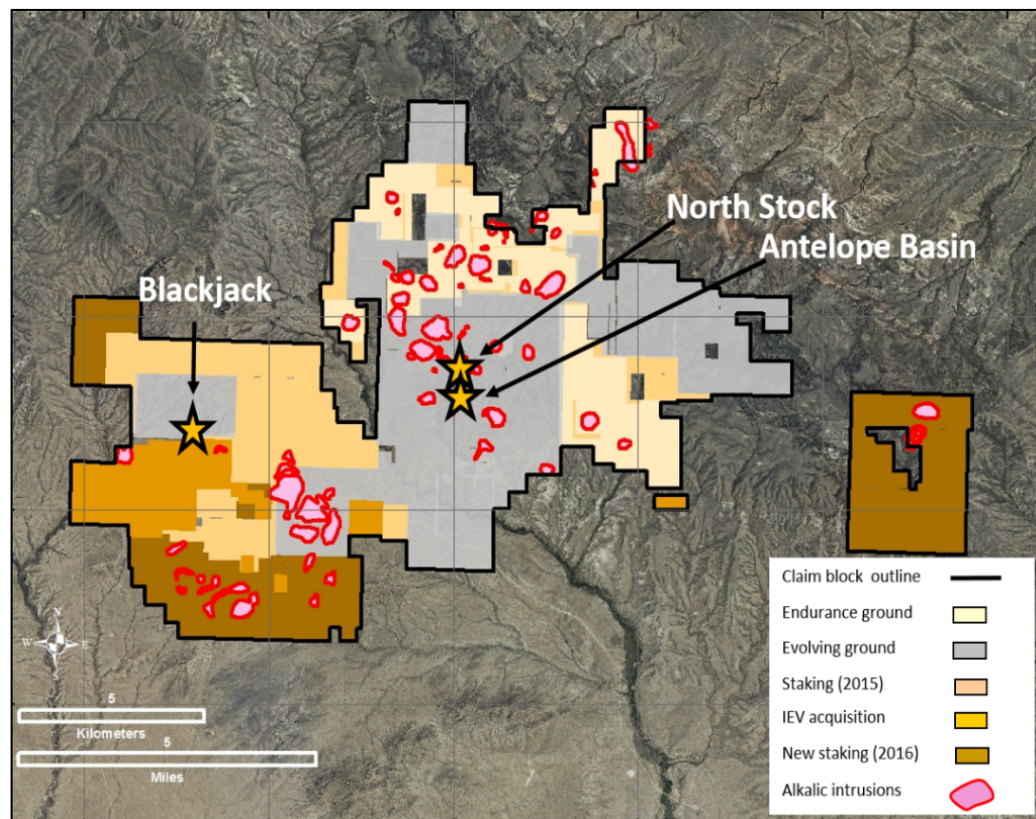 North Stock
Antelope Basin
Blackjack
N
W
E
S
5
Kilometers
5
Miles
Claim block outline
Endurance ground
Evolving ground
Staking (2015)
IEV acquisition
New staking (2016)
Alkalic intrusions